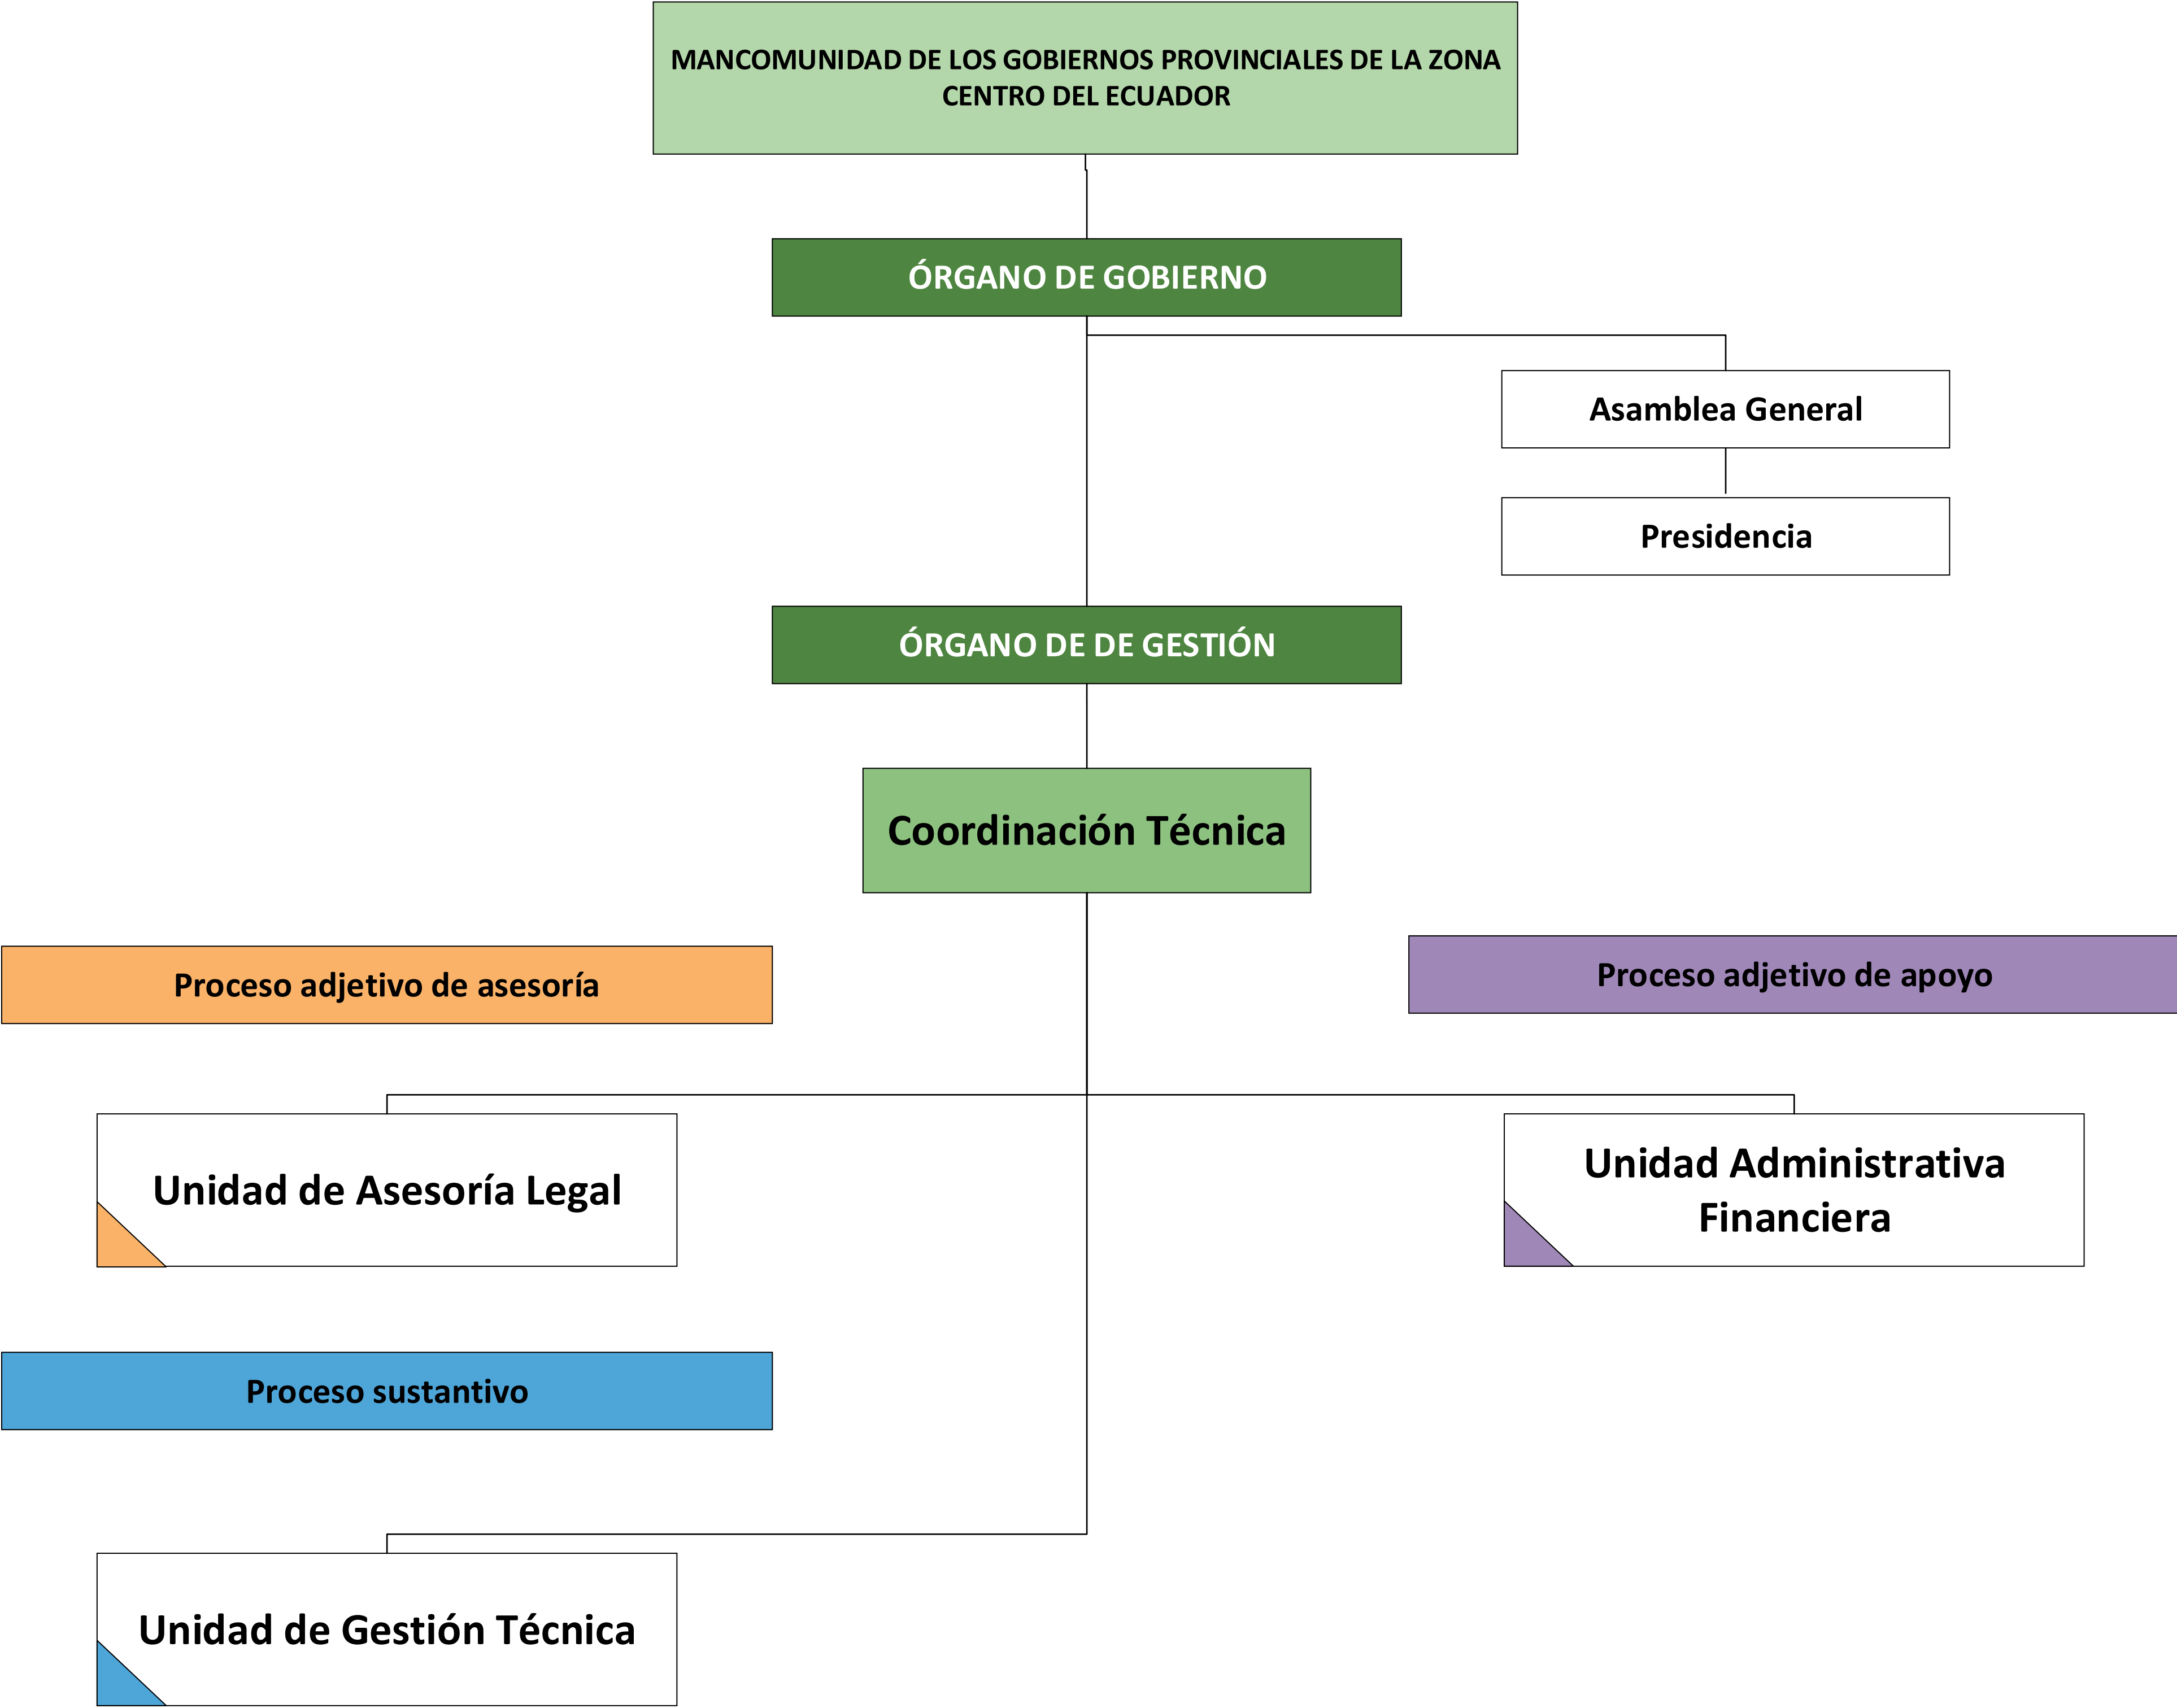 MANCOMUNIDAD DE LOS GOBIERNOS PROVINCIALES DE LA ZONA
CENTRO DEL ECUADOR
ÓRGANO DE GOBIERNO
Asamblea General
Presidencia
ÓRGANO DE DE GESTIÓN
Coordinación Técnica
Proceso adjetivo de asesoría
Proceso adjetivo de apoyo
Unidad de Asesoría Legal
Unidad Administrativa
Financiera
Proceso sustantivo
Unidad de Gestión Técnica